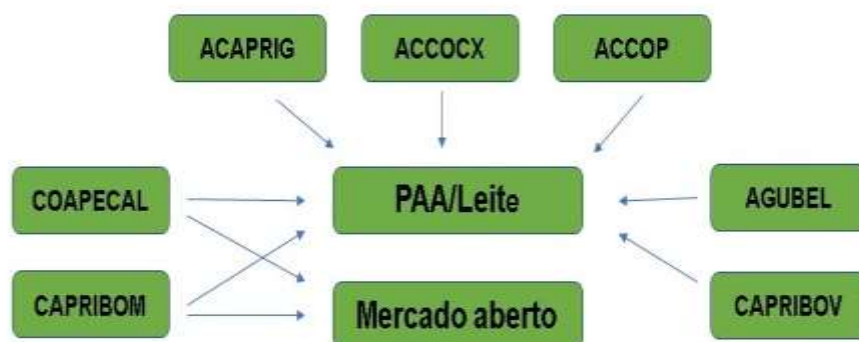 ACAPRIG
ACCOCX
ACCOP
COAPECAL
PAA/Leite
AGUBEL
CAPRIBOM
Mercado aberto
CAPRIBOV